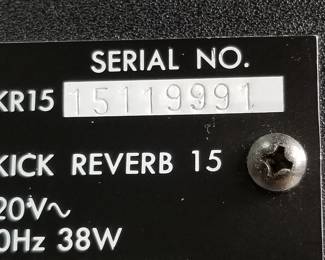 SERIAL NO.
KR15 15119991
KICK REVERB 15
20V~
0Hz 38W